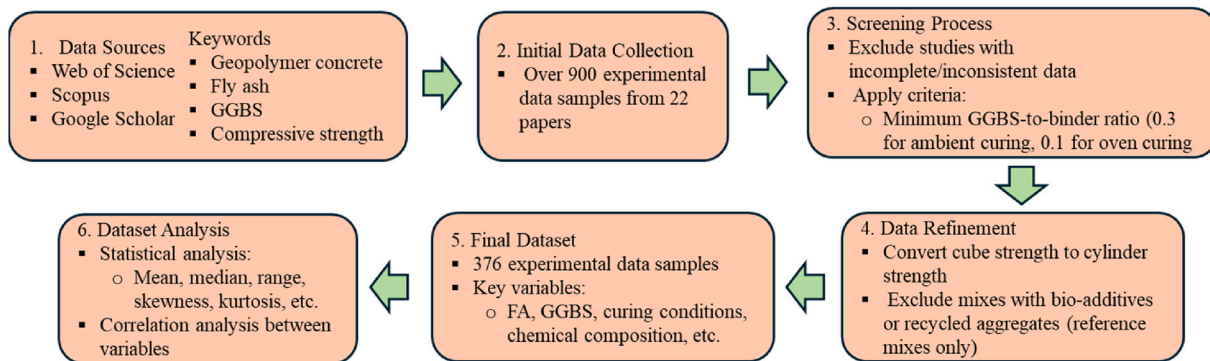 1. Data Sources
▪ Web of Science
▪ Scopus
▪ Google Scholar
Keywords
▪ Geopolymer concrete
▪ Fly ash
▪ GGBS
▪ Compressive strength
2. Initial Data Collection
▪ Over 900 experimental
data samples from 22
papers
3. Screening Process
▪ Exclude studies with
incomplete/inconsistent data
▪ Apply criteria:
o Minimum GGBS-to-binder ratio (0.3
for ambient curing, 0.1 for oven curing
4. Data Refinement
▪ Convert cube strength to cylinder
strength
▪ Exclude mixes with bio-additives
or recycled aggregates (reference
mixes only)
5. Final Dataset
▪ 376 experimental data samples
▪ Key variables:
o FA, GGBS, curing conditions,
chemical composition, etc.
6. Dataset Analysis
▪ Statistical analysis:
o Mean, median, range,
skewness, kurtosis, etc.
▪ Correlation analysis between
variables